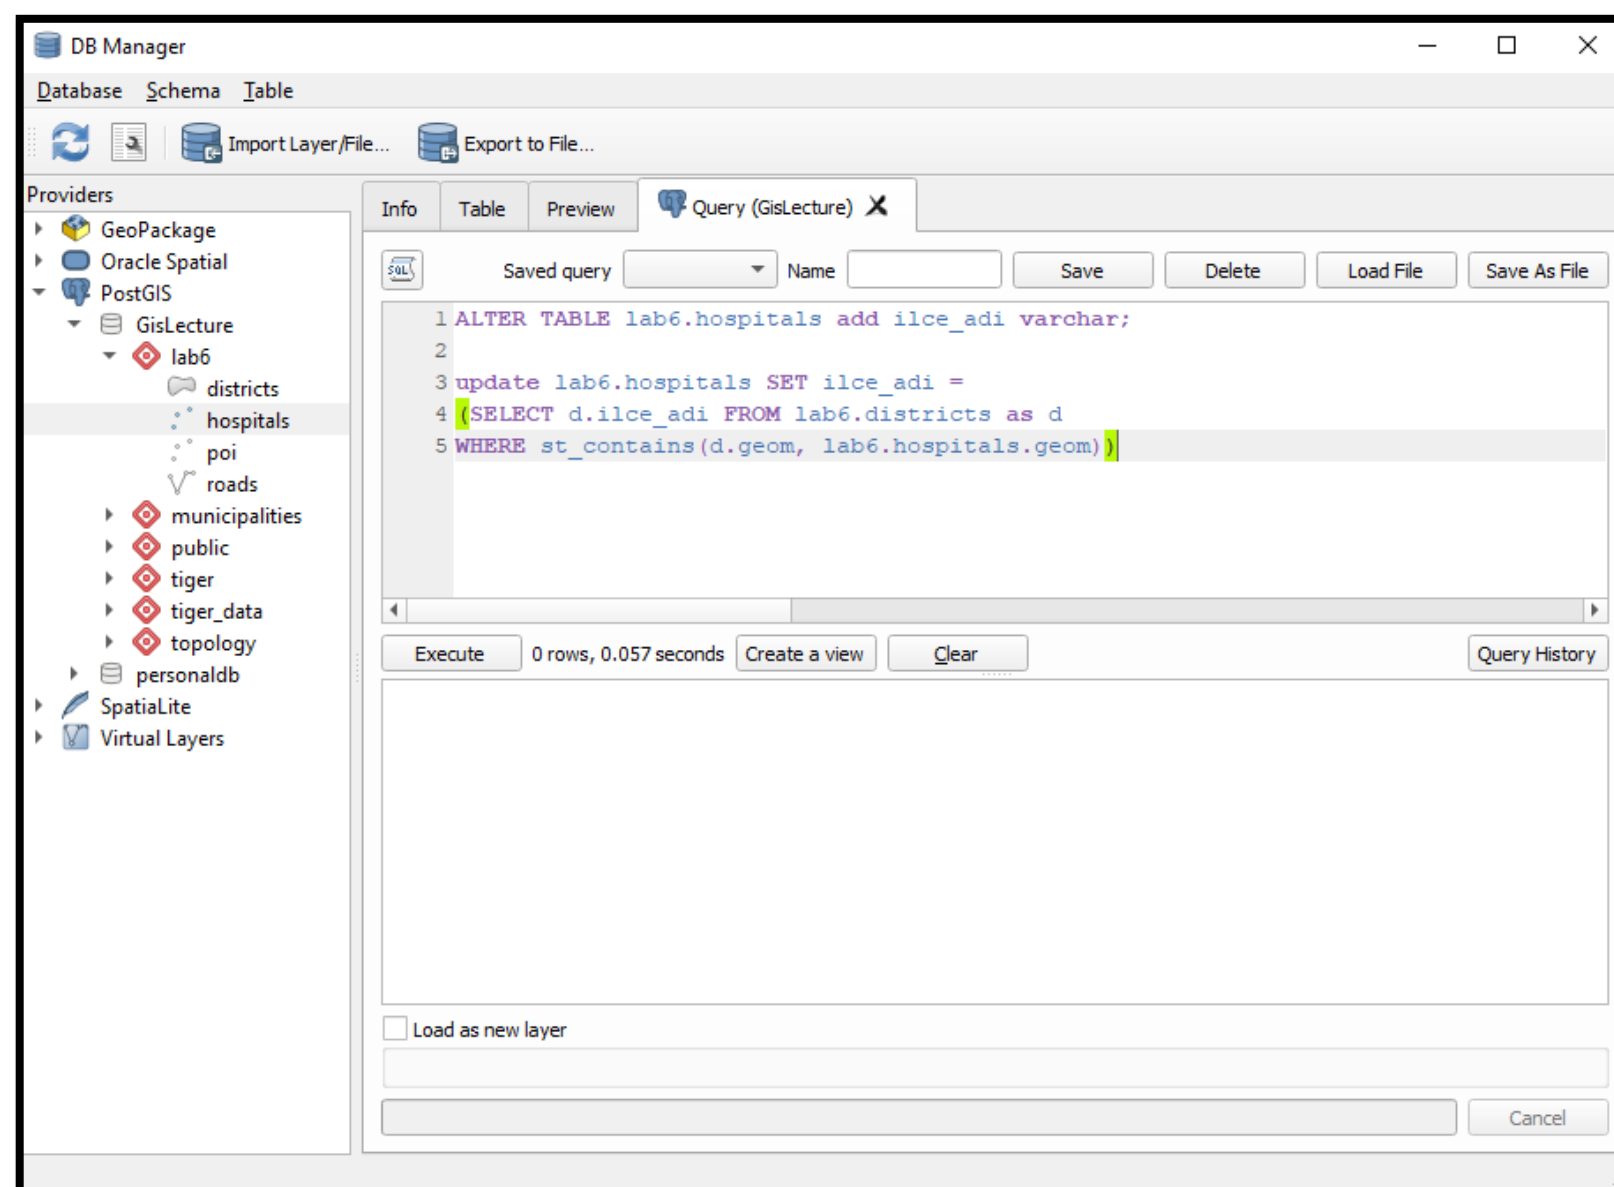 DB Manager
Database Schema Table
Import Layer/File... Export to File...
Providers
GeoPackage
Oracle Spatial
PostGIS
GisLecture
lab6
districts
hospitals
poi
roads
municipalities
public
tiger
tiger_data
topology
personaldb
SpatiaLite
Virtual Layers
Info Table Preview Query (GisLecture)
SQL Saved query Name Save Delete Load File Save As File
1 ALTER TABLE lab6.hospitals add ilce_adi varchar;
2
3 update lab6.hospitals SET ilce_adi =
4 (SELECT d.ilce_adi FROM lab6.districts as d
5 WHERE st_contains(d.geom, lab6.hospitals.geom))
Execute 0 rows, 0.057 seconds Create a view Clear Query History
Load as new layer
Cancel